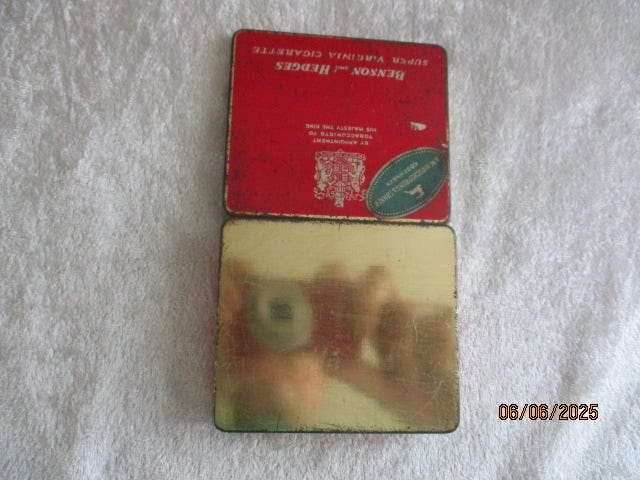 BENSON and HEDGES
SUPER VIRGINIA CIGARETTE
BY APPOINTMENT
TOBACCONISTS TO
HIS MAJESTY THE KING
06/06/2025